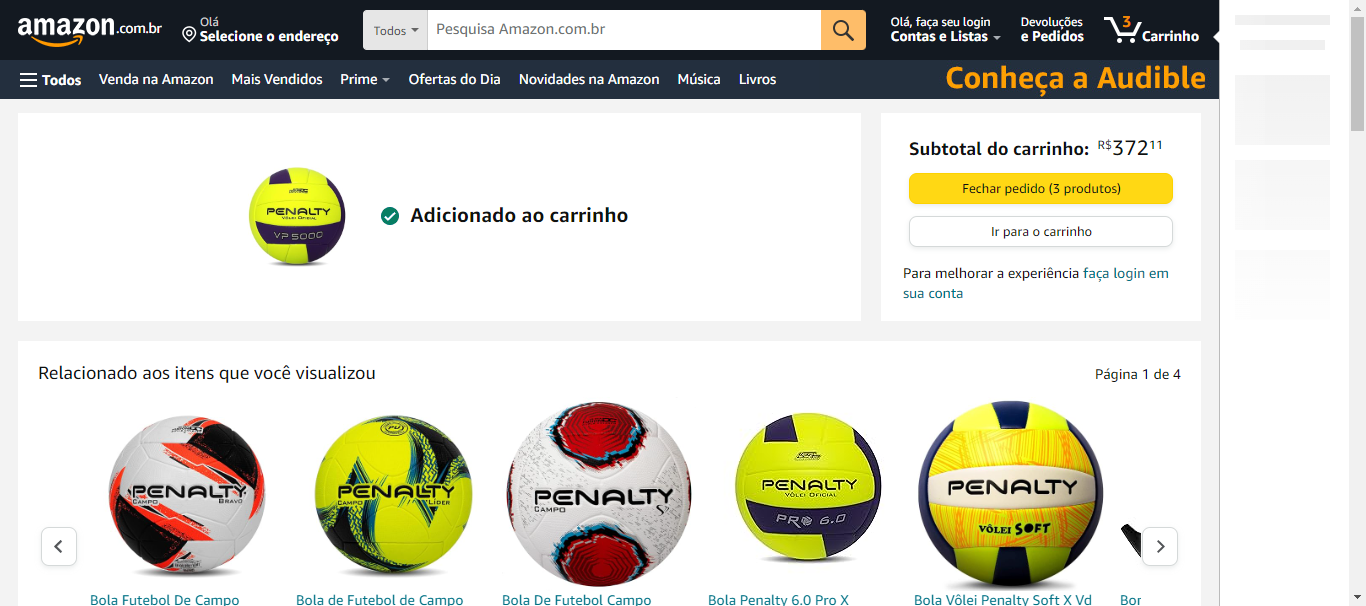 amazon.com.br
Olá
Selecione o endereço
Todos
Pesquisa Amazon.com.br
Olá, faça seu login
Contas e Listas
Devoluções
e Pedidos
3
Carrinho
Todos
Venda na Amazon
Mais Vendidos
Prime
Ofertas do Dia
Novidades na Amazon
Música
Livros
Conheça a Audible
PENALTY
VÔLEI OFICIAL
VP 5000
Adicionado ao carrinho
Subtotal do carrinho: R$37211
Fechar pedido (3 produtos)
Ir para o carrinho
Para melhorar a experiência faça login em
sua conta
Relacionado aos itens que você visualizou
Página 1 de 4
PENALTY
CAMPO BRAVO
PENALTY
CAMPO LÍDER
PENALTY
CAMPO S11
PENALTY
VÔLEI OFICIAL
PRO 6.0
PENALTY
VÔLEI SOFT
Bola Futebol De Campo
Bola de Futebol de Campo
Bola De Futebol Campo
Bola Penalty 6.0 Pro X
Bola Vôlei Penalty Soft X Vd
Bor